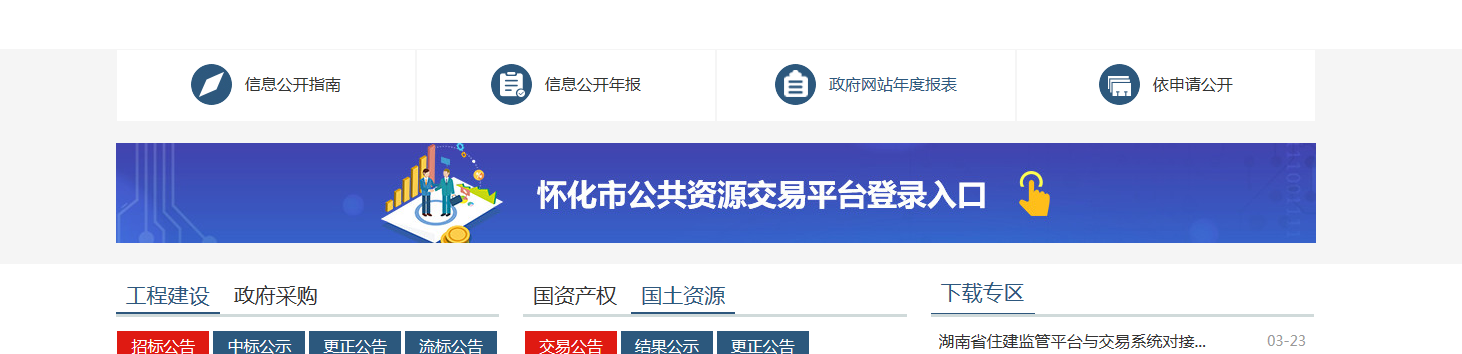 信息公开指南
信息公开年报
政府网站年度报表
依申请公开
怀化市公共资源交易平台登录入口
工程建设 政府采购
招标公告 中标公示 更正公告 流标公告
国资产权 国土资源
交易公告 结果公示 更正公告
下载专区
湖南省住建监管平台与交易系统对接... 03-23